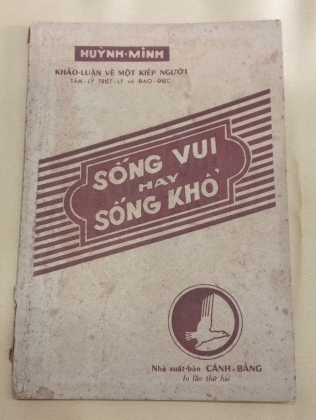 HUỲNH-MINH
KHẢO-LUẬN VỀ MỘT KIẾP NGƯỜI
TÂM-LÝ TRIẾT-LÝ và ĐẠO-ĐỨC
SỐNG VUI
HAY
SỐNG KHỔ
Nhà xuất-bản CÁNH-BẰNG
In lần thứ hai